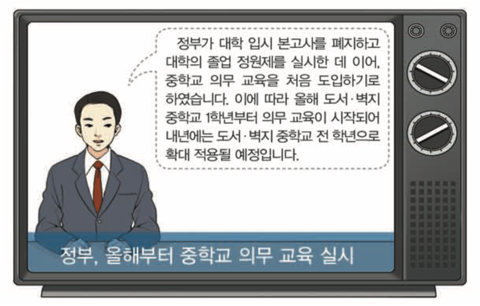 정부가 대학 입시 본고사를 폐지하고
대학의 졸업 정원제를 실시한 데 이어,
중학교 의무 교육을 처음 도입하기로
하였습니다. 이에 따라 올해 도서·벽지
중학교 1학년부터 의무 교육이 시작되어
내년에는 도서·벽지 중학교 전 학년으로
확대 적용될 예정입니다.
정부, 올해부터 중학교 의무 교육 실시